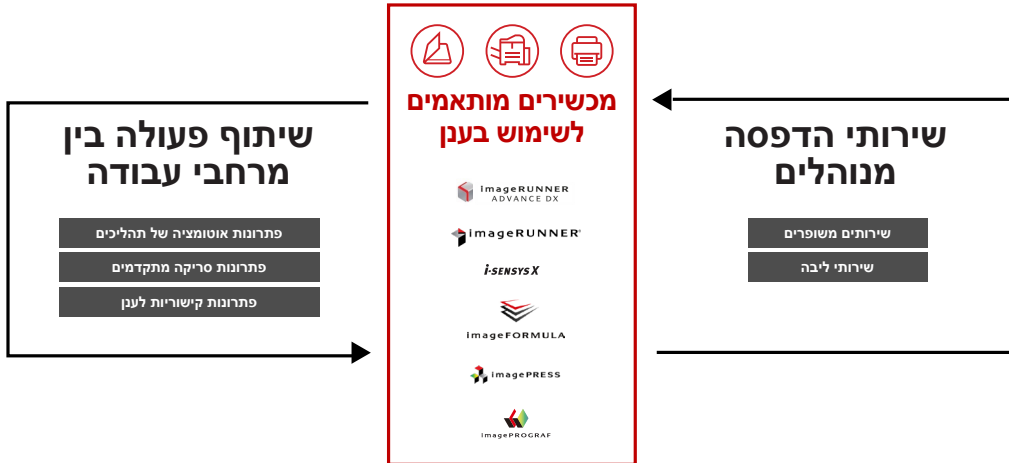 שירותי הדפסה
מנוהלים
שירותים משופרים
שירותי ליבה
מכשירים מותאמים
לשימוש בענן
imageRUNNER
ADVANCE DX
imageRUNNER
i-SENSYS X
imageFORMULA
imagePRESS
imagePROGRAF
שיתוף פעולה בין
מרחבי עבודה
פתרונות אוטומציה של תהליכים
פתרונות סריקה מתקדמים
פתרונות קישוריות לענן